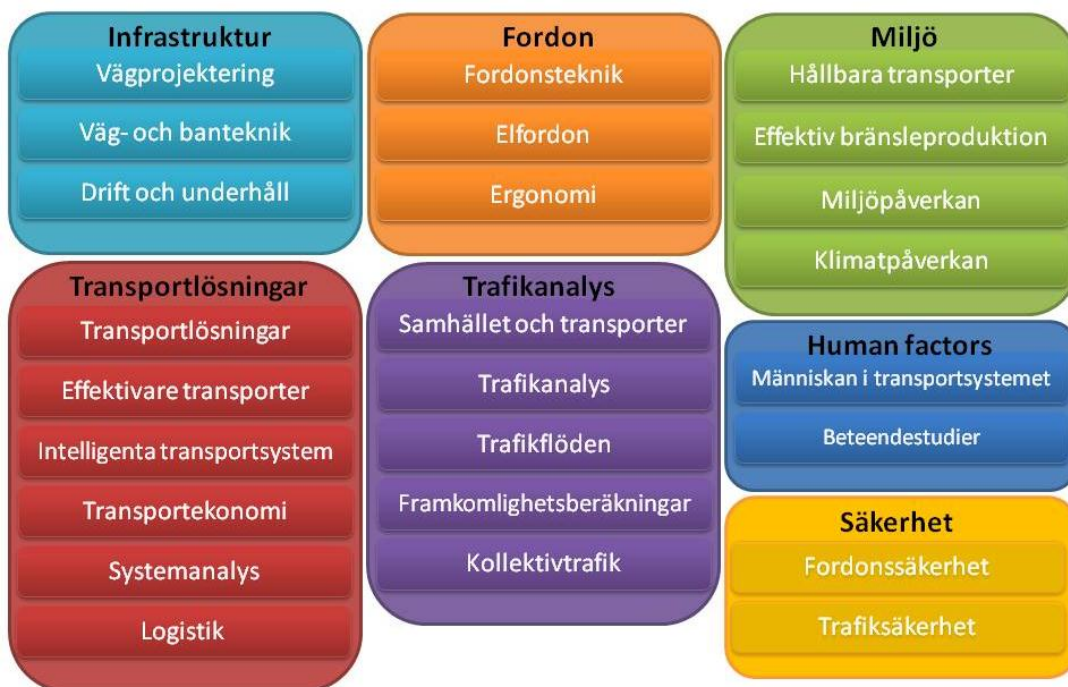 Infrastruktur
Vägprojektering
Väg- och banteknik
Drift och underhåll
Fordon
Fordonsteknik
Elfordon
Ergonomi
Miljö
Hållbara transporter
Effektiv bränsleproduktion
Miljöpåverkan
Klimatpåverkan
Transportlösningar
Transportlösningar
Effektivare transporter
Intelligenta transportsystem
Transportekonomi
Systemanalys
Logistik
Trafikanalys
Samhället och transporter
Trafikanalys
Trafikflöden
Framkomlighetsberäkningar
Kollektivtrafik
Human factors
Människan i transportsystemet
Beteendestudier
Säkerhet
Fordonssäkerhet
Trafiksäkerhet